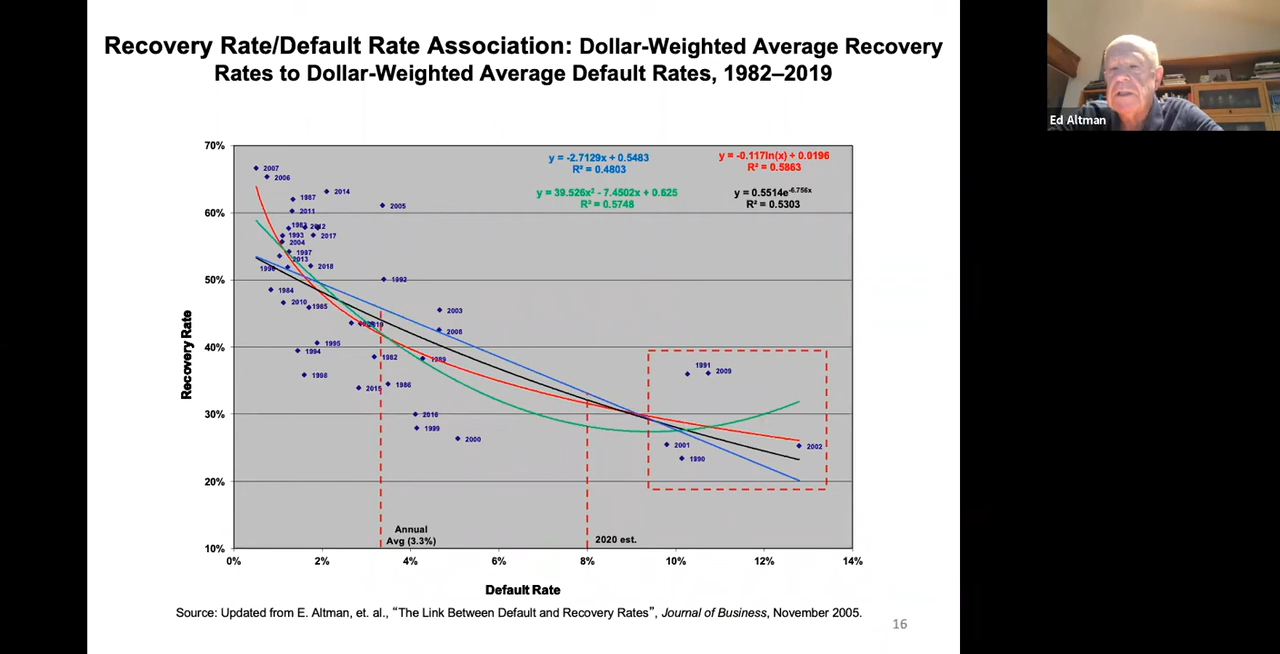 Recovery Rate/Default Rate Association: Dollar-Weighted Average Recovery
Rates to Dollar-Weighted Average Default Rates, 1982–2019
Ed Altman
y = -2.7129x + 0.5483
R² = 0.4803
y = -0.117ln(x) + 0.0196
R² = 0.5863
y = 39.526x² - 7.4502x + 0.625
R² = 0.5748
y = 0.5514e^-6.756x
R² = 0.5303
Recovery Rate
70%
60%
50%
40%
30%
20%
10%
2007
2006
2014
1987
2005
2011
2012
1993
2017
2004
1997
2013
2018
1992
1984
2010
1985
2003
2008
1995
1994
1982
1998
2015
1986
1991
2009
2016
1999
2000
2001
1990
2002
Annual
Avg (3.3%)
2020 est.
0%
2%
4%
6%
8%
10%
12%
14%
Default Rate
Source: Updated from E. Altman, et. al., “The Link Between Default and Recovery Rates”, Journal of Business, November 2005.
16